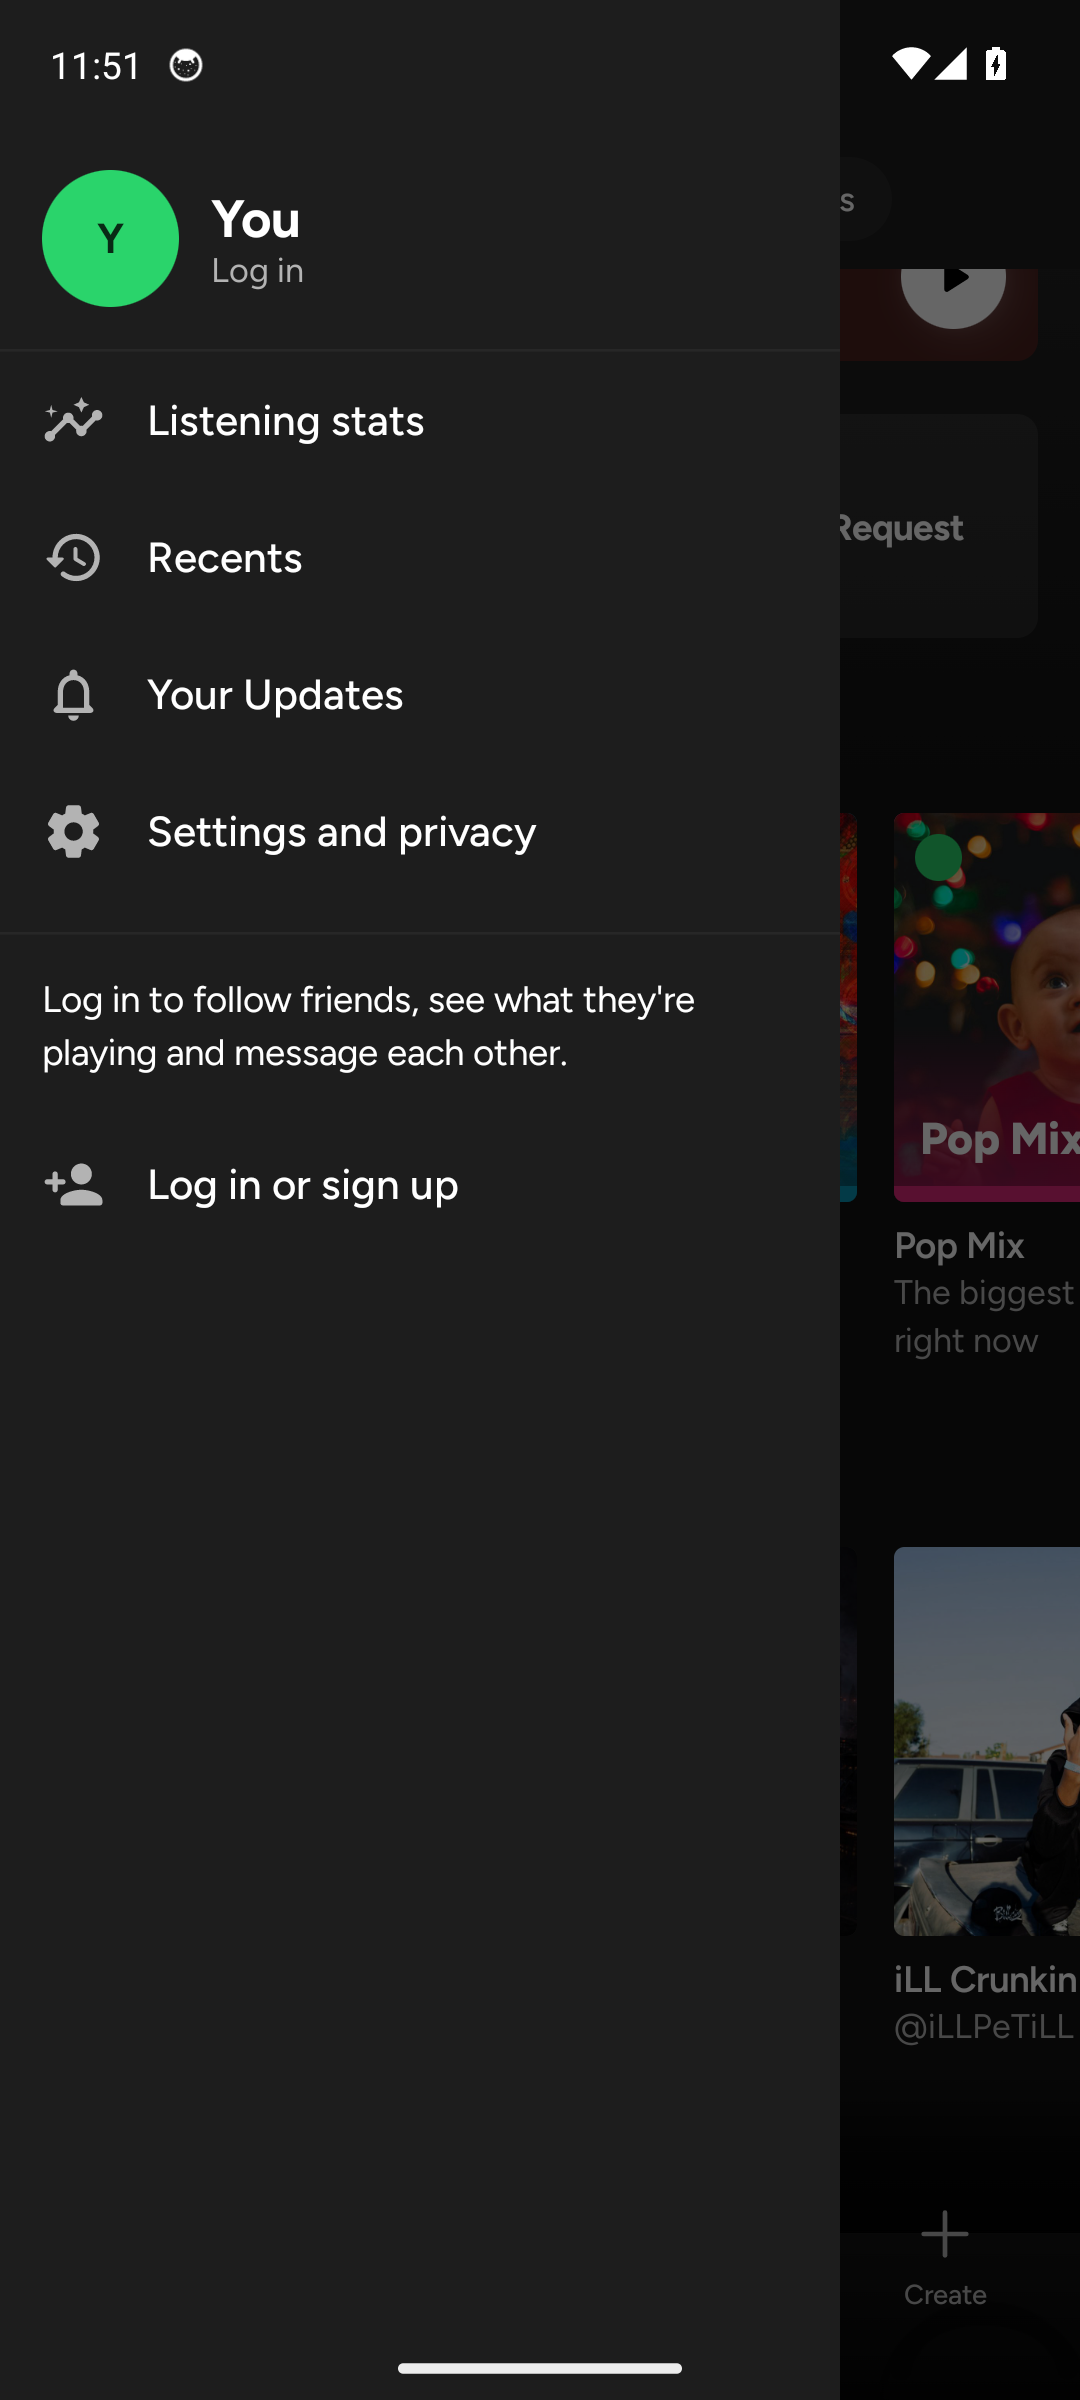 11:51
Y
You
Log in
s
Listening stats
Recents
Request
Your Updates
Settings and privacy
Log in to follow friends, see what they're
playing and message each other.
Log in or sign up
Pop Mix
Pop Mix
The biggest
right now
iLL Crunkin
@iLLPeTiLL
Create